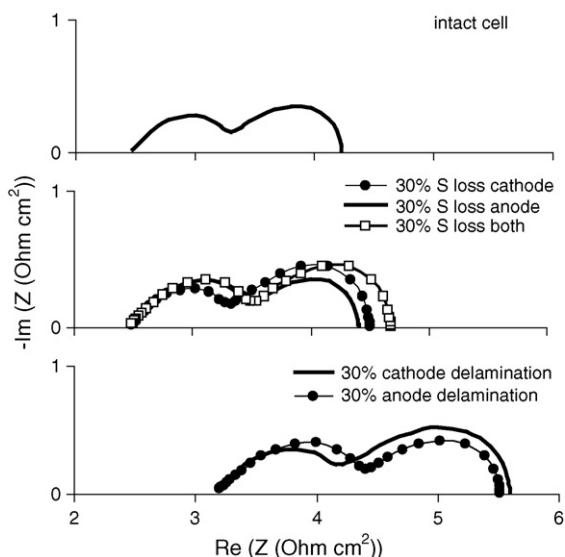 1
intact cell
0
1
30% S loss cathode
30% S loss anode
30% S loss both
0
1
30% cathode delamination
30% anode delamination
0
2
3
4
5
6
-Im (Z (Ohm cm²))
Re (Z (Ohm cm²))